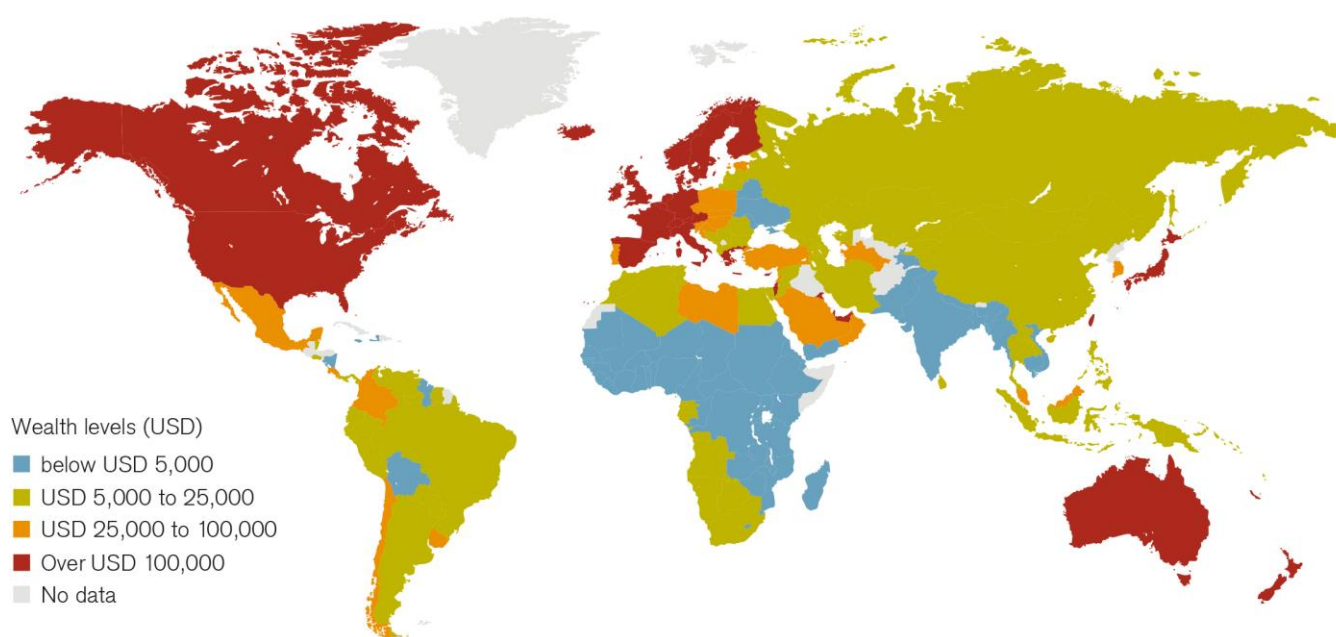 Wealth levels (USD)
below USD 5,000
USD 5,000 to 25,000
USD 25,000 to 100,000
Over USD 100,000
No data